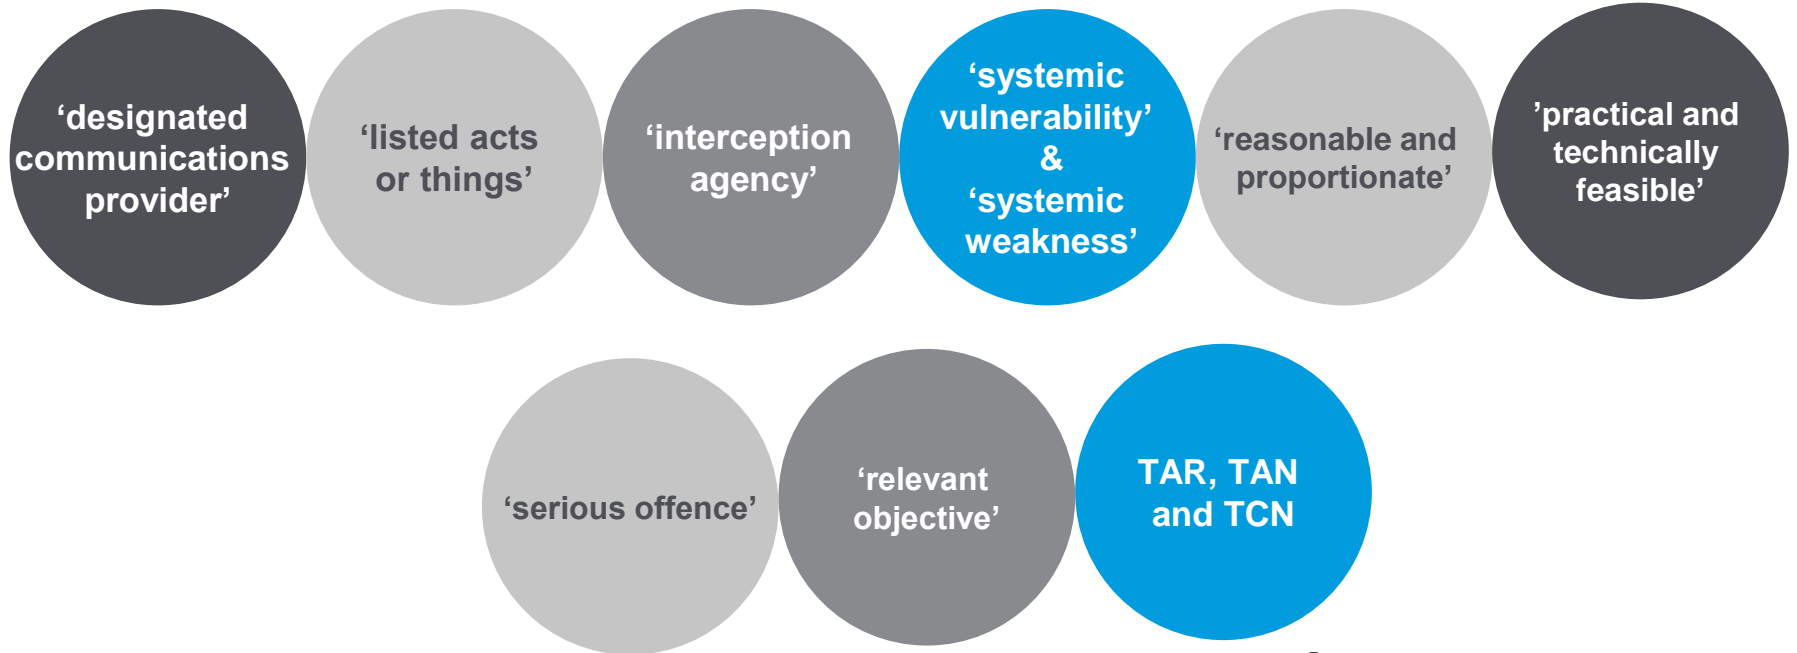 ‘designated
communications
provider’
‘listed acts
or things’
‘interception
agency’
‘systemic
vulnerability’
&
‘systemic
weakness’
‘reasonable and
proportionate’
’practical and
technically
feasible’
‘serious offence’
‘relevant
objective’
TAR, TAN
and TCN